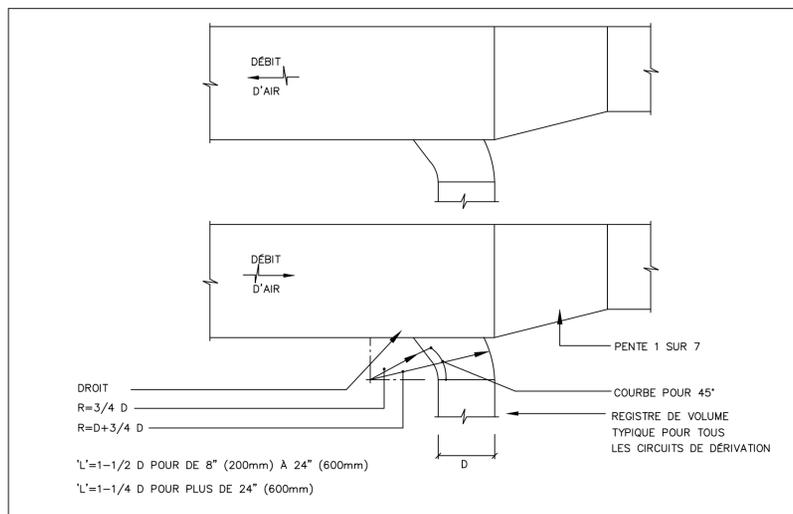 DÉBIT
D'AIR
DÉBIT
D'AIR
PENTE 1 SUR 7
DROIT
COURBE POUR 45°
R=3/4 D
REGISTRE DE VOLUME
TYPIQUE POUR TOUS
LES CIRCUITS DE DÉRIVATION
R=D+3/4 D
D
'L'=1-1/2 D POUR DE 8" (200mm) À 24" (600mm)
'L'=1-1/4 D POUR PLUS DE 24" (600mm)